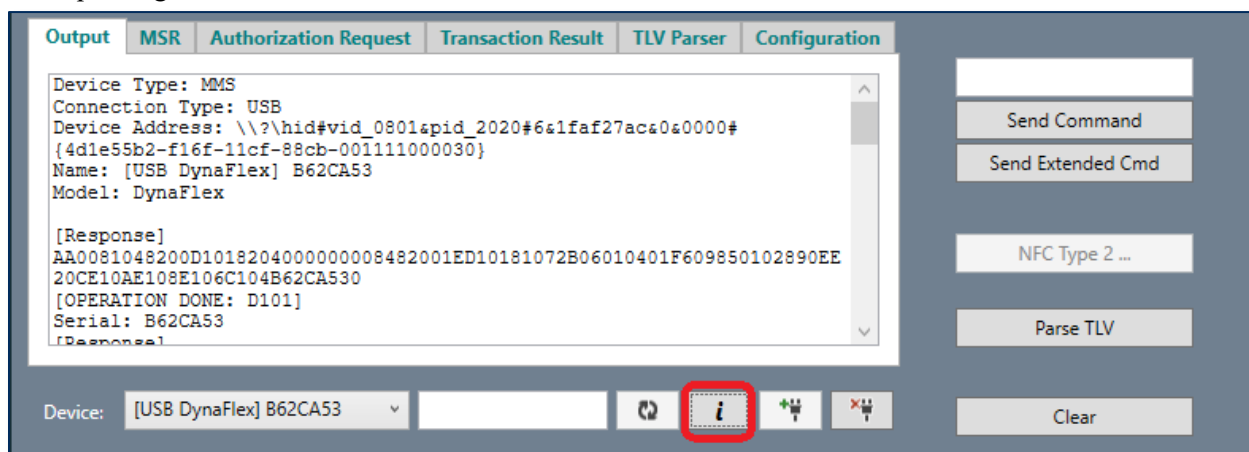 Output MSR Authorization Request Transaction Result TLV Parser Configuration
Device Type: MMS
Connection Type: USB
Device Address: \\?\hid#vid_0801&pid_2020#6&1faf27ac&0&0000#
{4d1e55b2-f16f-11cf-88cb-001111000030}
Name: [USB DynaFlex] B62CA53
Model: DynaFlex
[Response]
AA0081048200D1018204000000008482001ED10181072B06010401F609850102890EE
20CE10AE108E106C104B62CA530
[OPERATION DONE: D101]
Serial: B62CA53
[Response]
Send Command
Send Extended Cmd
NFC Type 2 ...
Parse TLV
Device: [USB DynaFlex] B62CA53 i
Clear